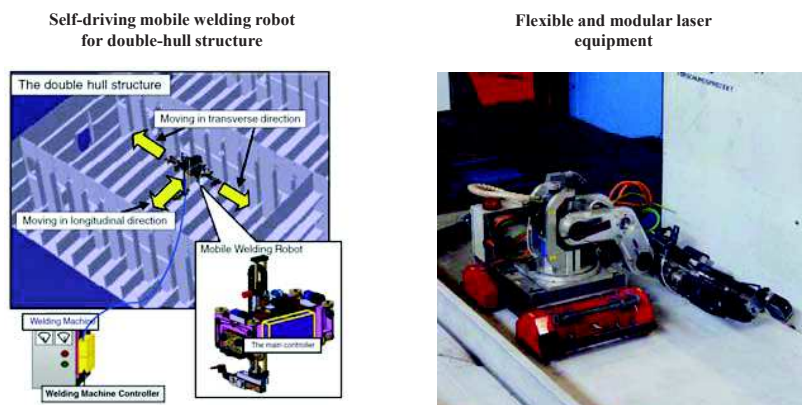 Self-driving mobile welding robot
for double-hull structure
Flexible and modular laser
equipment
The double hull structure
Moving in transverse direction
Moving in longitudinal direction
Mobile Welding Robot
The main controller
Welding Machine
Welding Machine Controller